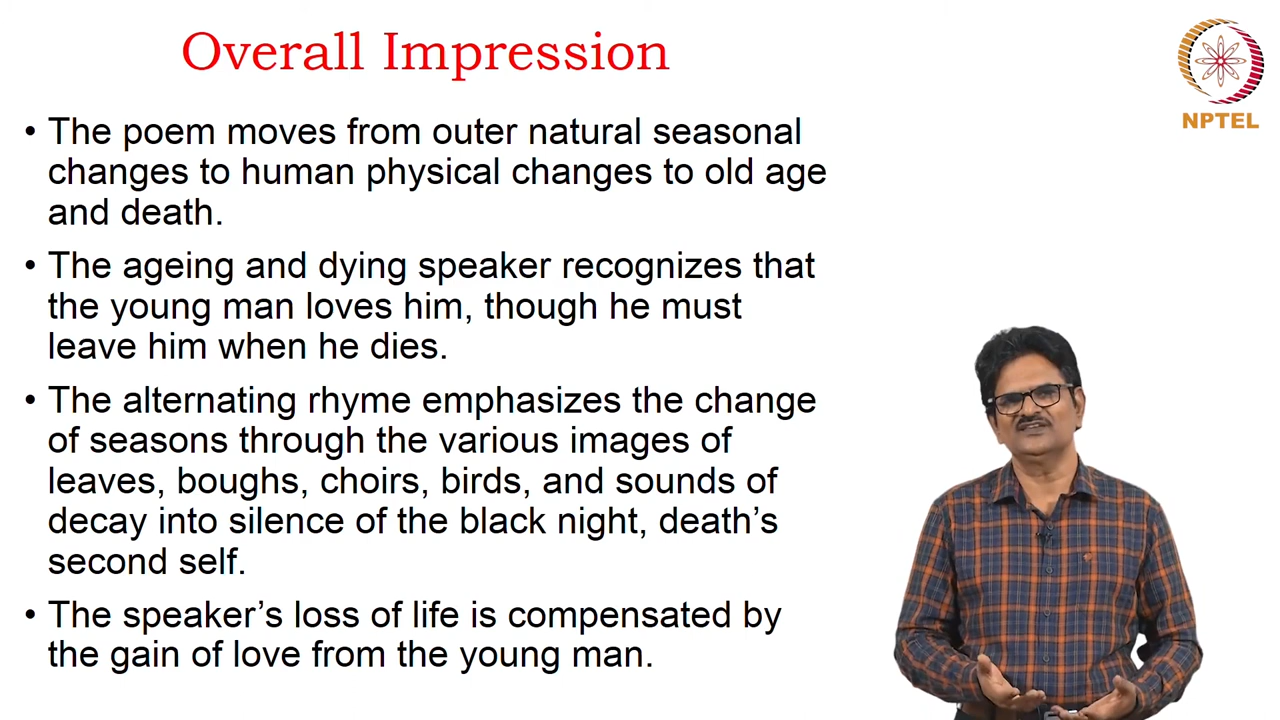 Overall Impression
NPTEL
• The poem moves from outer natural seasonal
changes to human physical changes to old age
and death.
• The ageing and dying speaker recognizes that
the young man loves him, though he must
leave him when he dies.
• The alternating rhyme emphasizes the change
of seasons through the various images of
leaves, boughs, choirs, birds, and sounds of
decay into silence of the black night, death’s
second self.
• The speaker’s loss of life is compensated by
the gain of love from the young man.